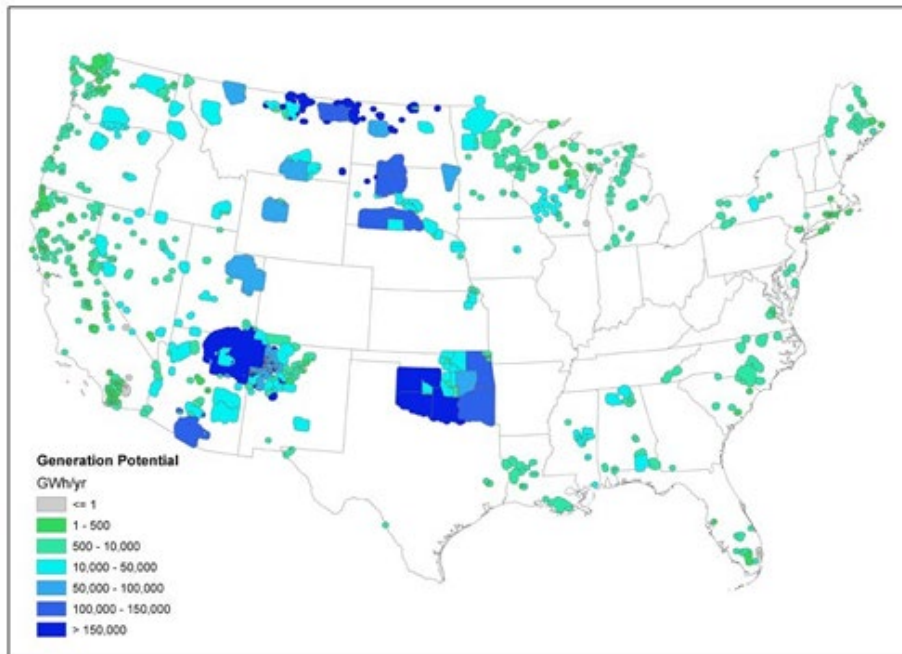 Generation Potential
GWh/yr
<= 1
1 - 500
500 - 10,000
10,000 - 50,000
50,000 - 100,000
100,000 - 150,000
> 150,000